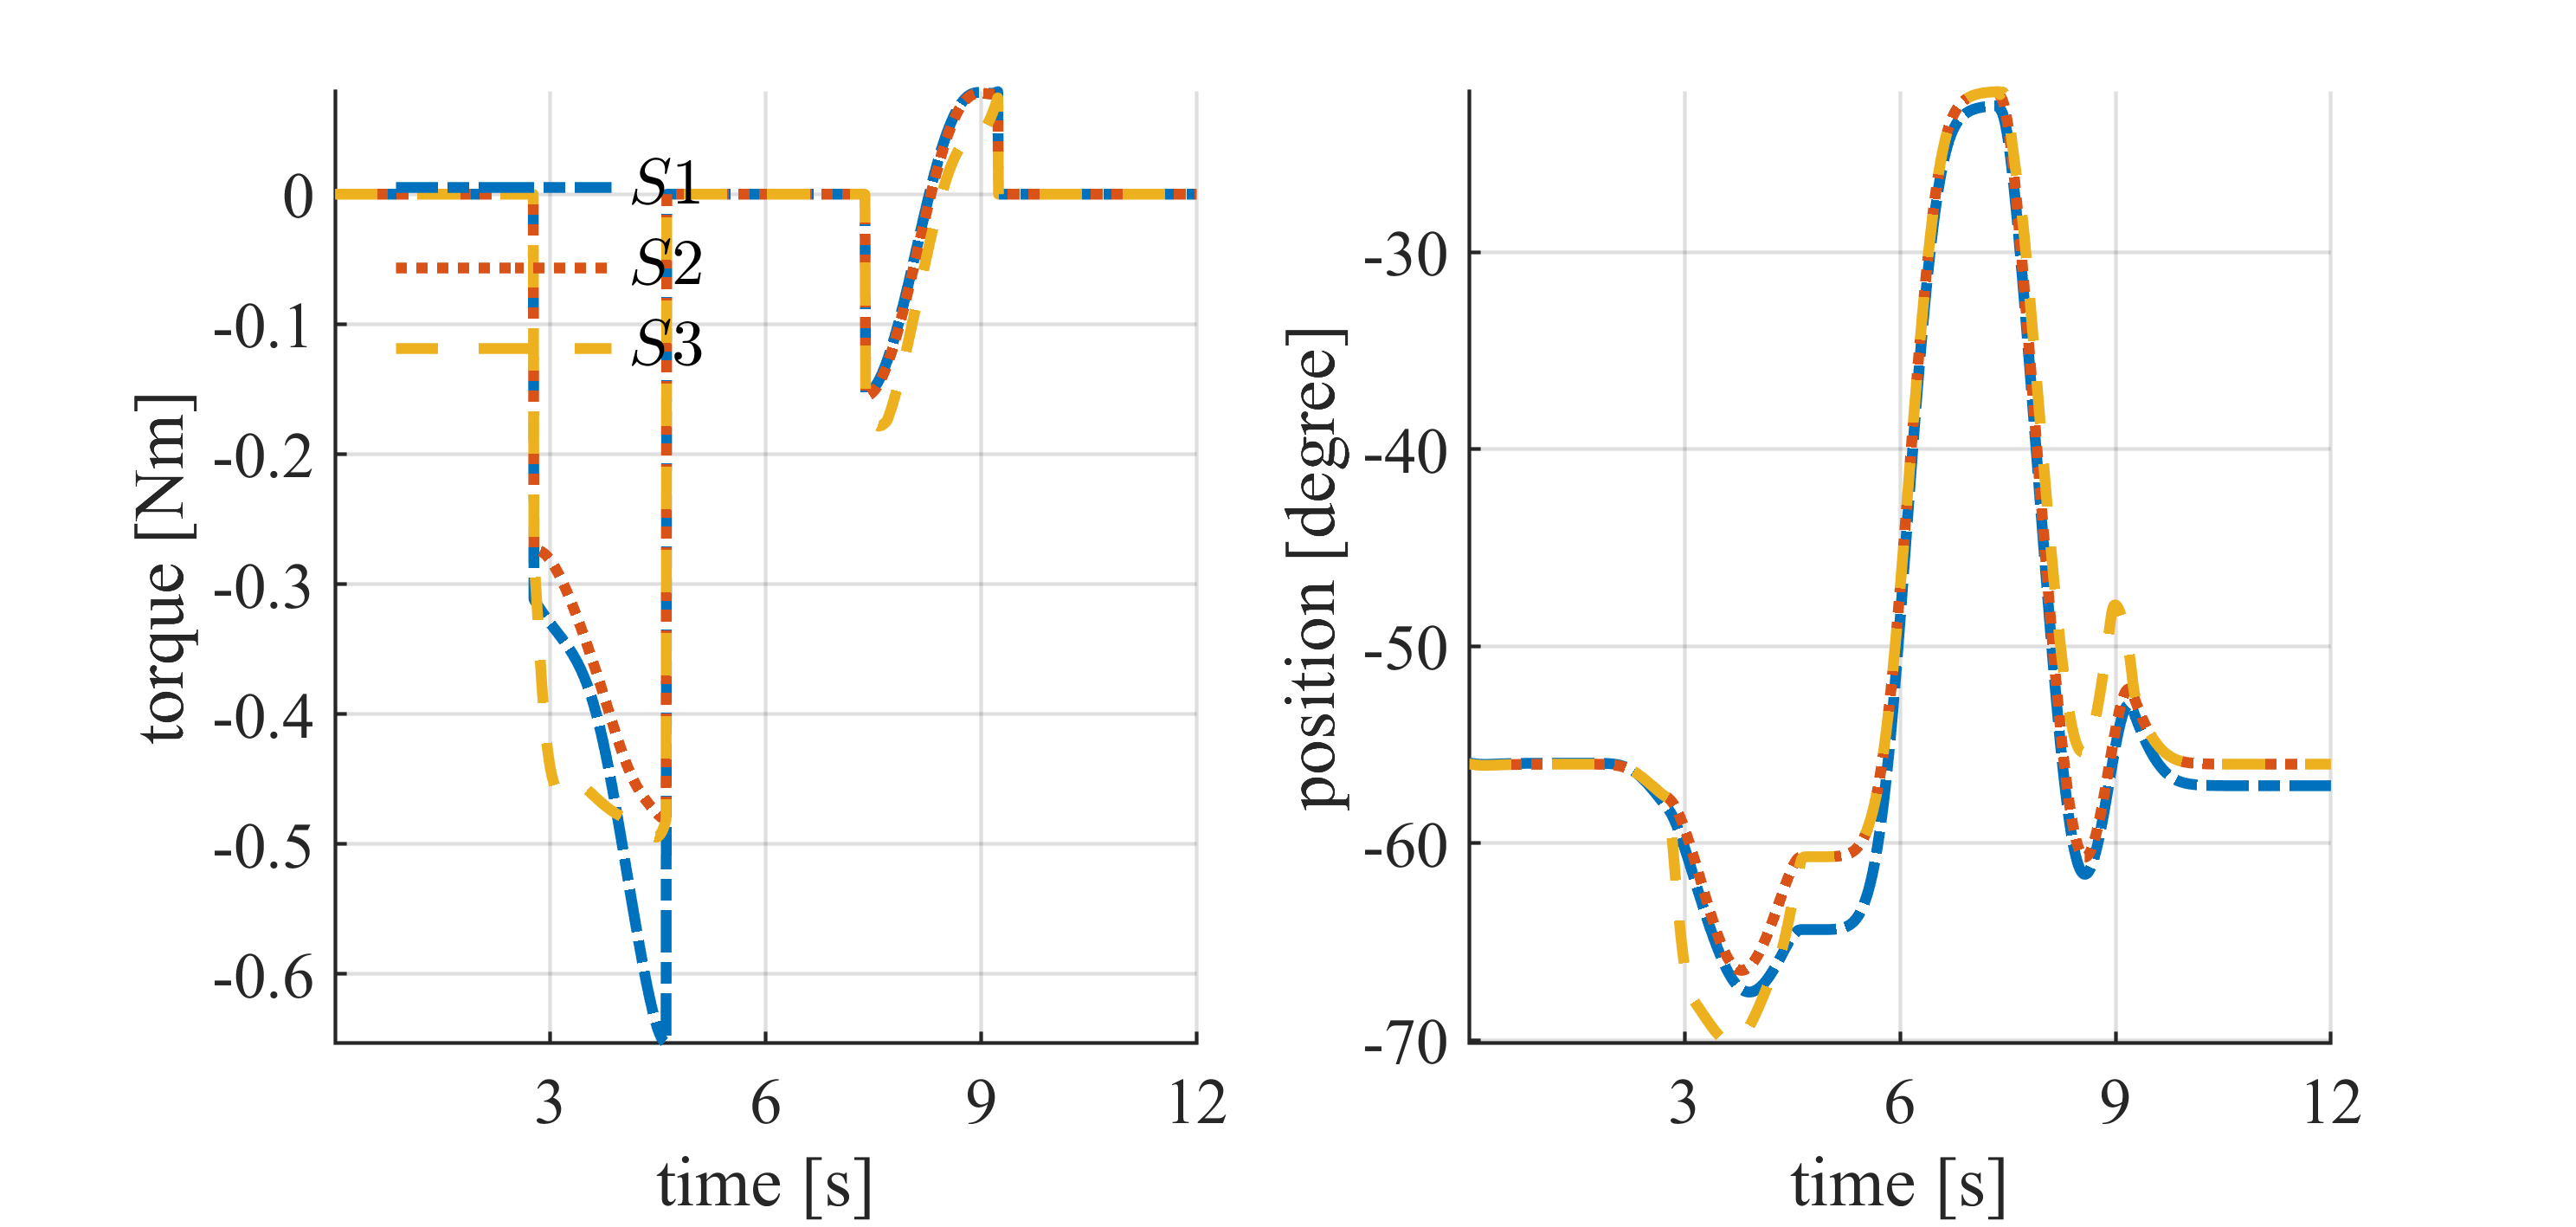 torque [Nm]
0
-0.1
-0.2
-0.3
-0.4
-0.5
-0.6
S1
S2
S3
3 6 9 12
time [s]
position [degree]
-30
-40
-50
-60
-70
3 6 9 12
time [s]